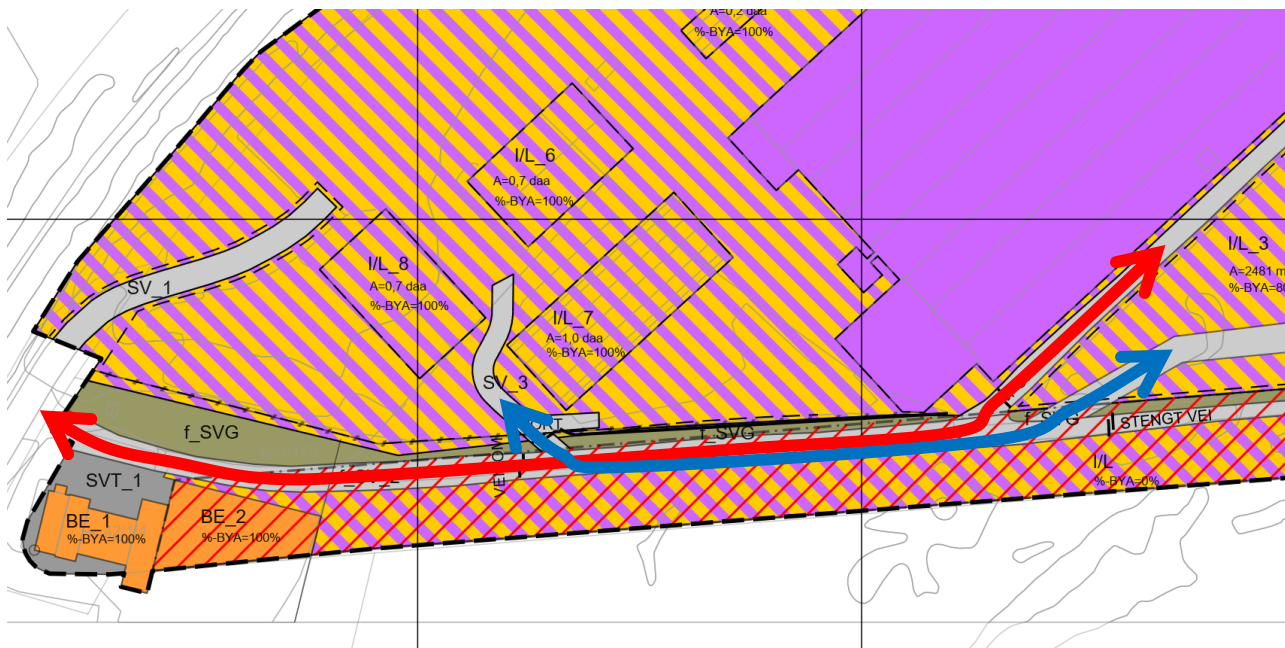 A=0,2 daa
%-BYA=100%
I/L_6
A=0,7 daa
%-BYA=100%
I/L_8
A=0,7 daa
%-BYA=100%
I/L_3
A=2481 m
%-BYA=80
SV_1
I/L_7
A=1,0 daa
%-BYA=100%
SV_3
PORT
f_SVG
f_SVG
f_SVG
STENGT VEI
I/L
%-BYA=0%
SVT_1
BE_1
%-BYA=100%
BE_2
%-BYA=100%